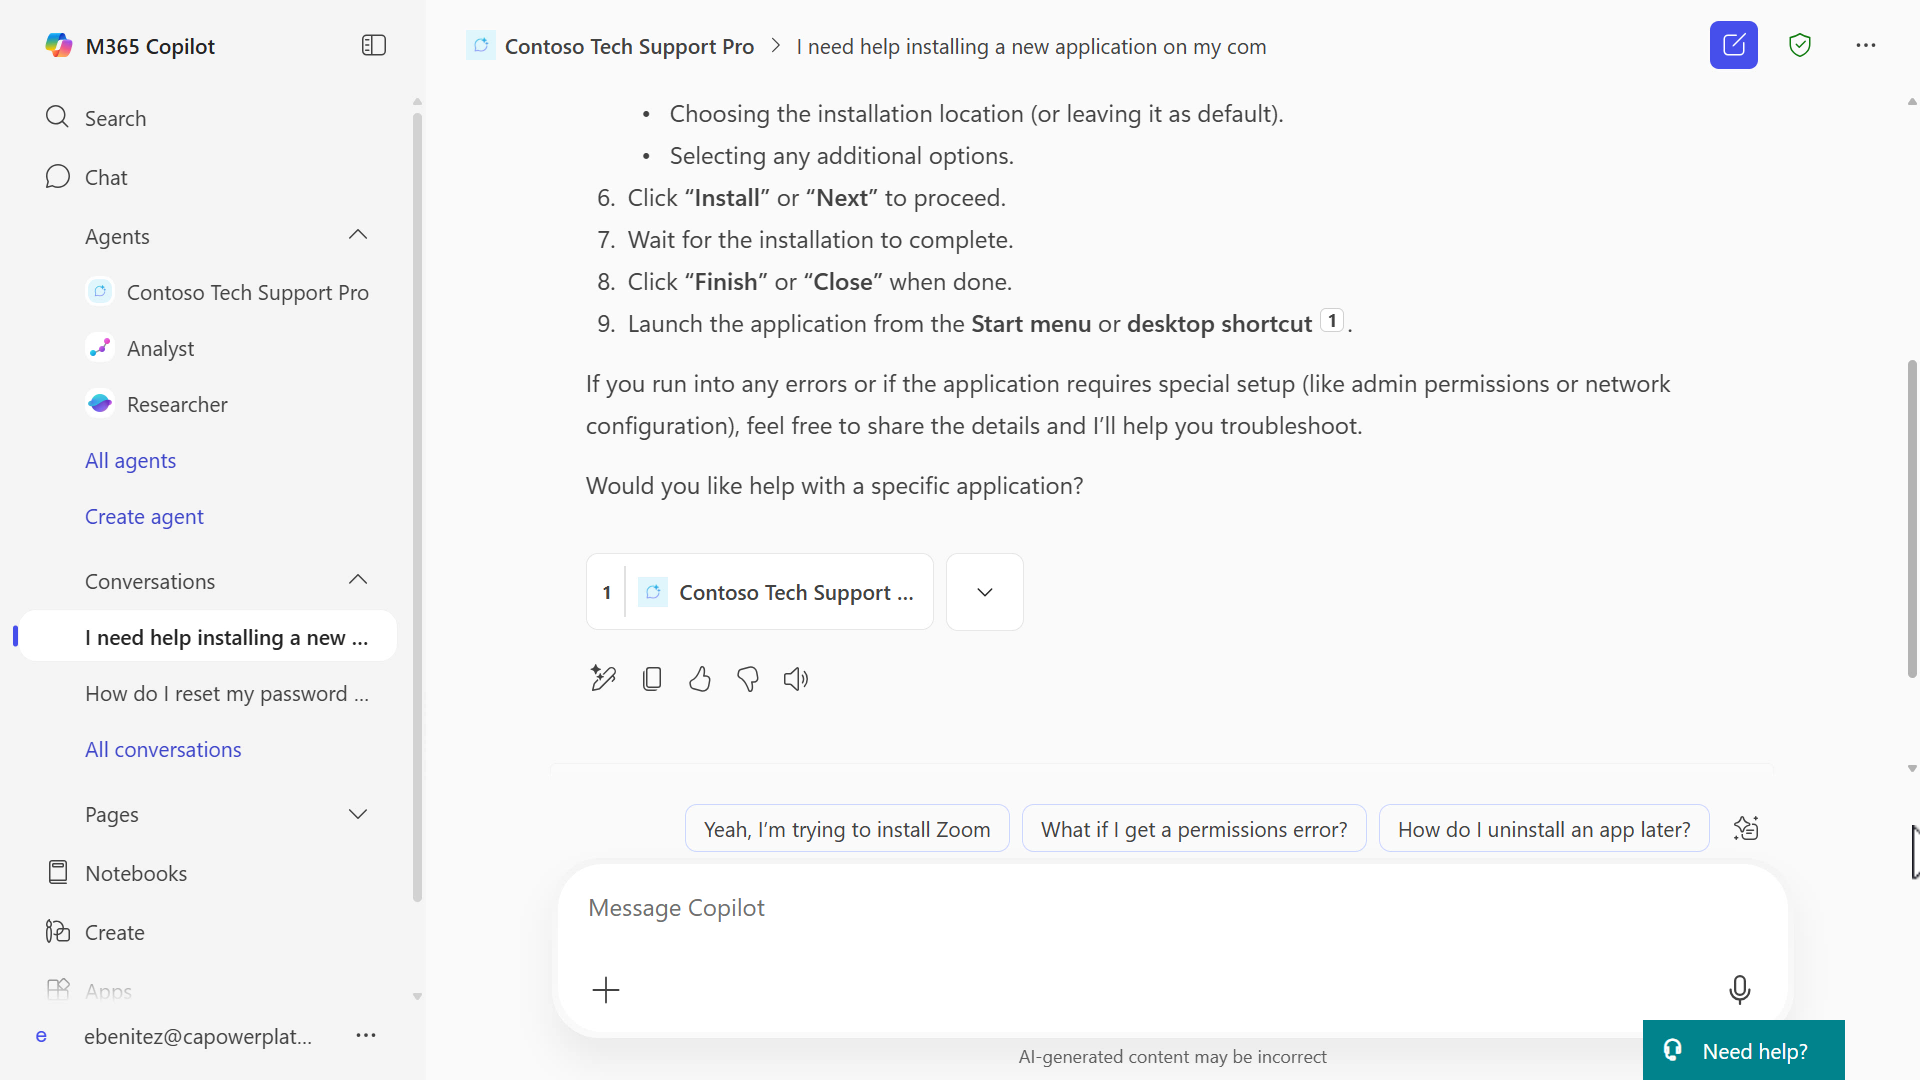 M365 Copilot
Search
Chat
Agents
Contoso Tech Support Pro
Analyst
Researcher
All agents
Create agent
Conversations
I need help installing a new ...
How do I reset my password ...
All conversations
Pages
Notebooks
Create
Apps
e
ebenitez@capowerplat...
Contoso Tech Support Pro
I need help installing a new application on my com
• Choosing the installation location (or leaving it as default).
• Selecting any additional options.
6. Click “Install” or “Next” to proceed.
7. Wait for the installation to complete.
8. Click “Finish” or “Close” when done.
9. Launch the application from the Start menu or desktop shortcut 1 .
If you run into any errors or if the application requires special setup (like admin permissions or network
configuration), feel free to share the details and I’ll help you troubleshoot.
Would you like help with a specific application?
1 Contoso Tech Support ...
Yeah, I’m trying to install Zoom
What if I get a permissions error?
How do I uninstall an app later?
Message Copilot
AI-generated content may be incorrect
Need help?